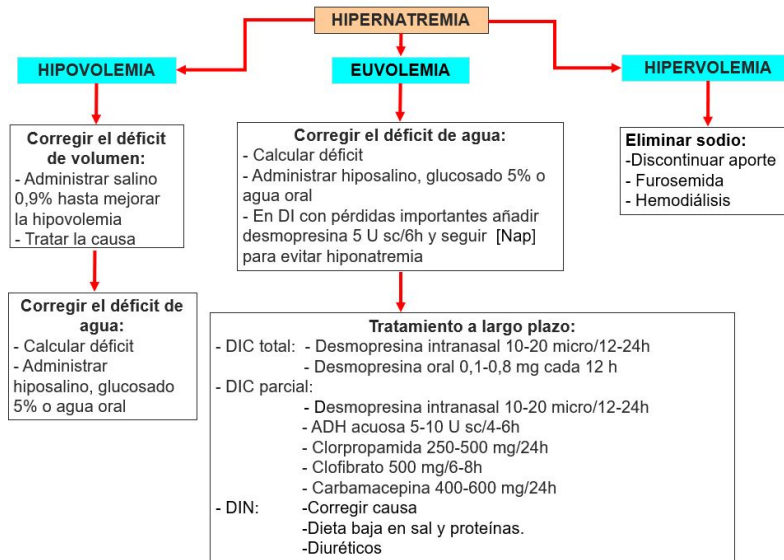 HIPERNATREMIA
HIPOVOLEMIA
EUVOLEMIA
HIPERVOLEMIA
Corregir el déficit
de volumen:
- Administrar salino
0,9% hasta mejorar
la hipovolemia
- Tratar la causa
Corregir el déficit de
agua:
- Calcular déficit
- Administrar
hiposalino, glucosado
5% o agua oral
Corregir el déficit de agua:
- Calcular déficit
- Administrar hiposalino, glucosado 5% o
agua oral
- En DI con pérdidas importantes añadir
desmopresina 5 U sc/6h y seguir [Nap]
para evitar hiponatremia
Tratamiento a largo plazo:
- DIC total: - Desmopresina intranasal 10-20 micro/12-24h
- Desmopresina oral 0,1-0,8 mg cada 12 h
- DIC parcial:
- Desmopresina intranasal 10-20 micro/12-24h
- ADH acuosa 5-10 U sc/4-6h
- Clorpropamida 250-500 mg/24h
- Clofibrato 500 mg/6-8h
- Carbamacepina 400-600 mg/24h
- DIN: -Corregir causa
-Dieta baja en sal y proteínas.
-Diuréticos
Eliminar sodio:
-Discontinuar aporte
- Furosemida
- Hemodiálisis